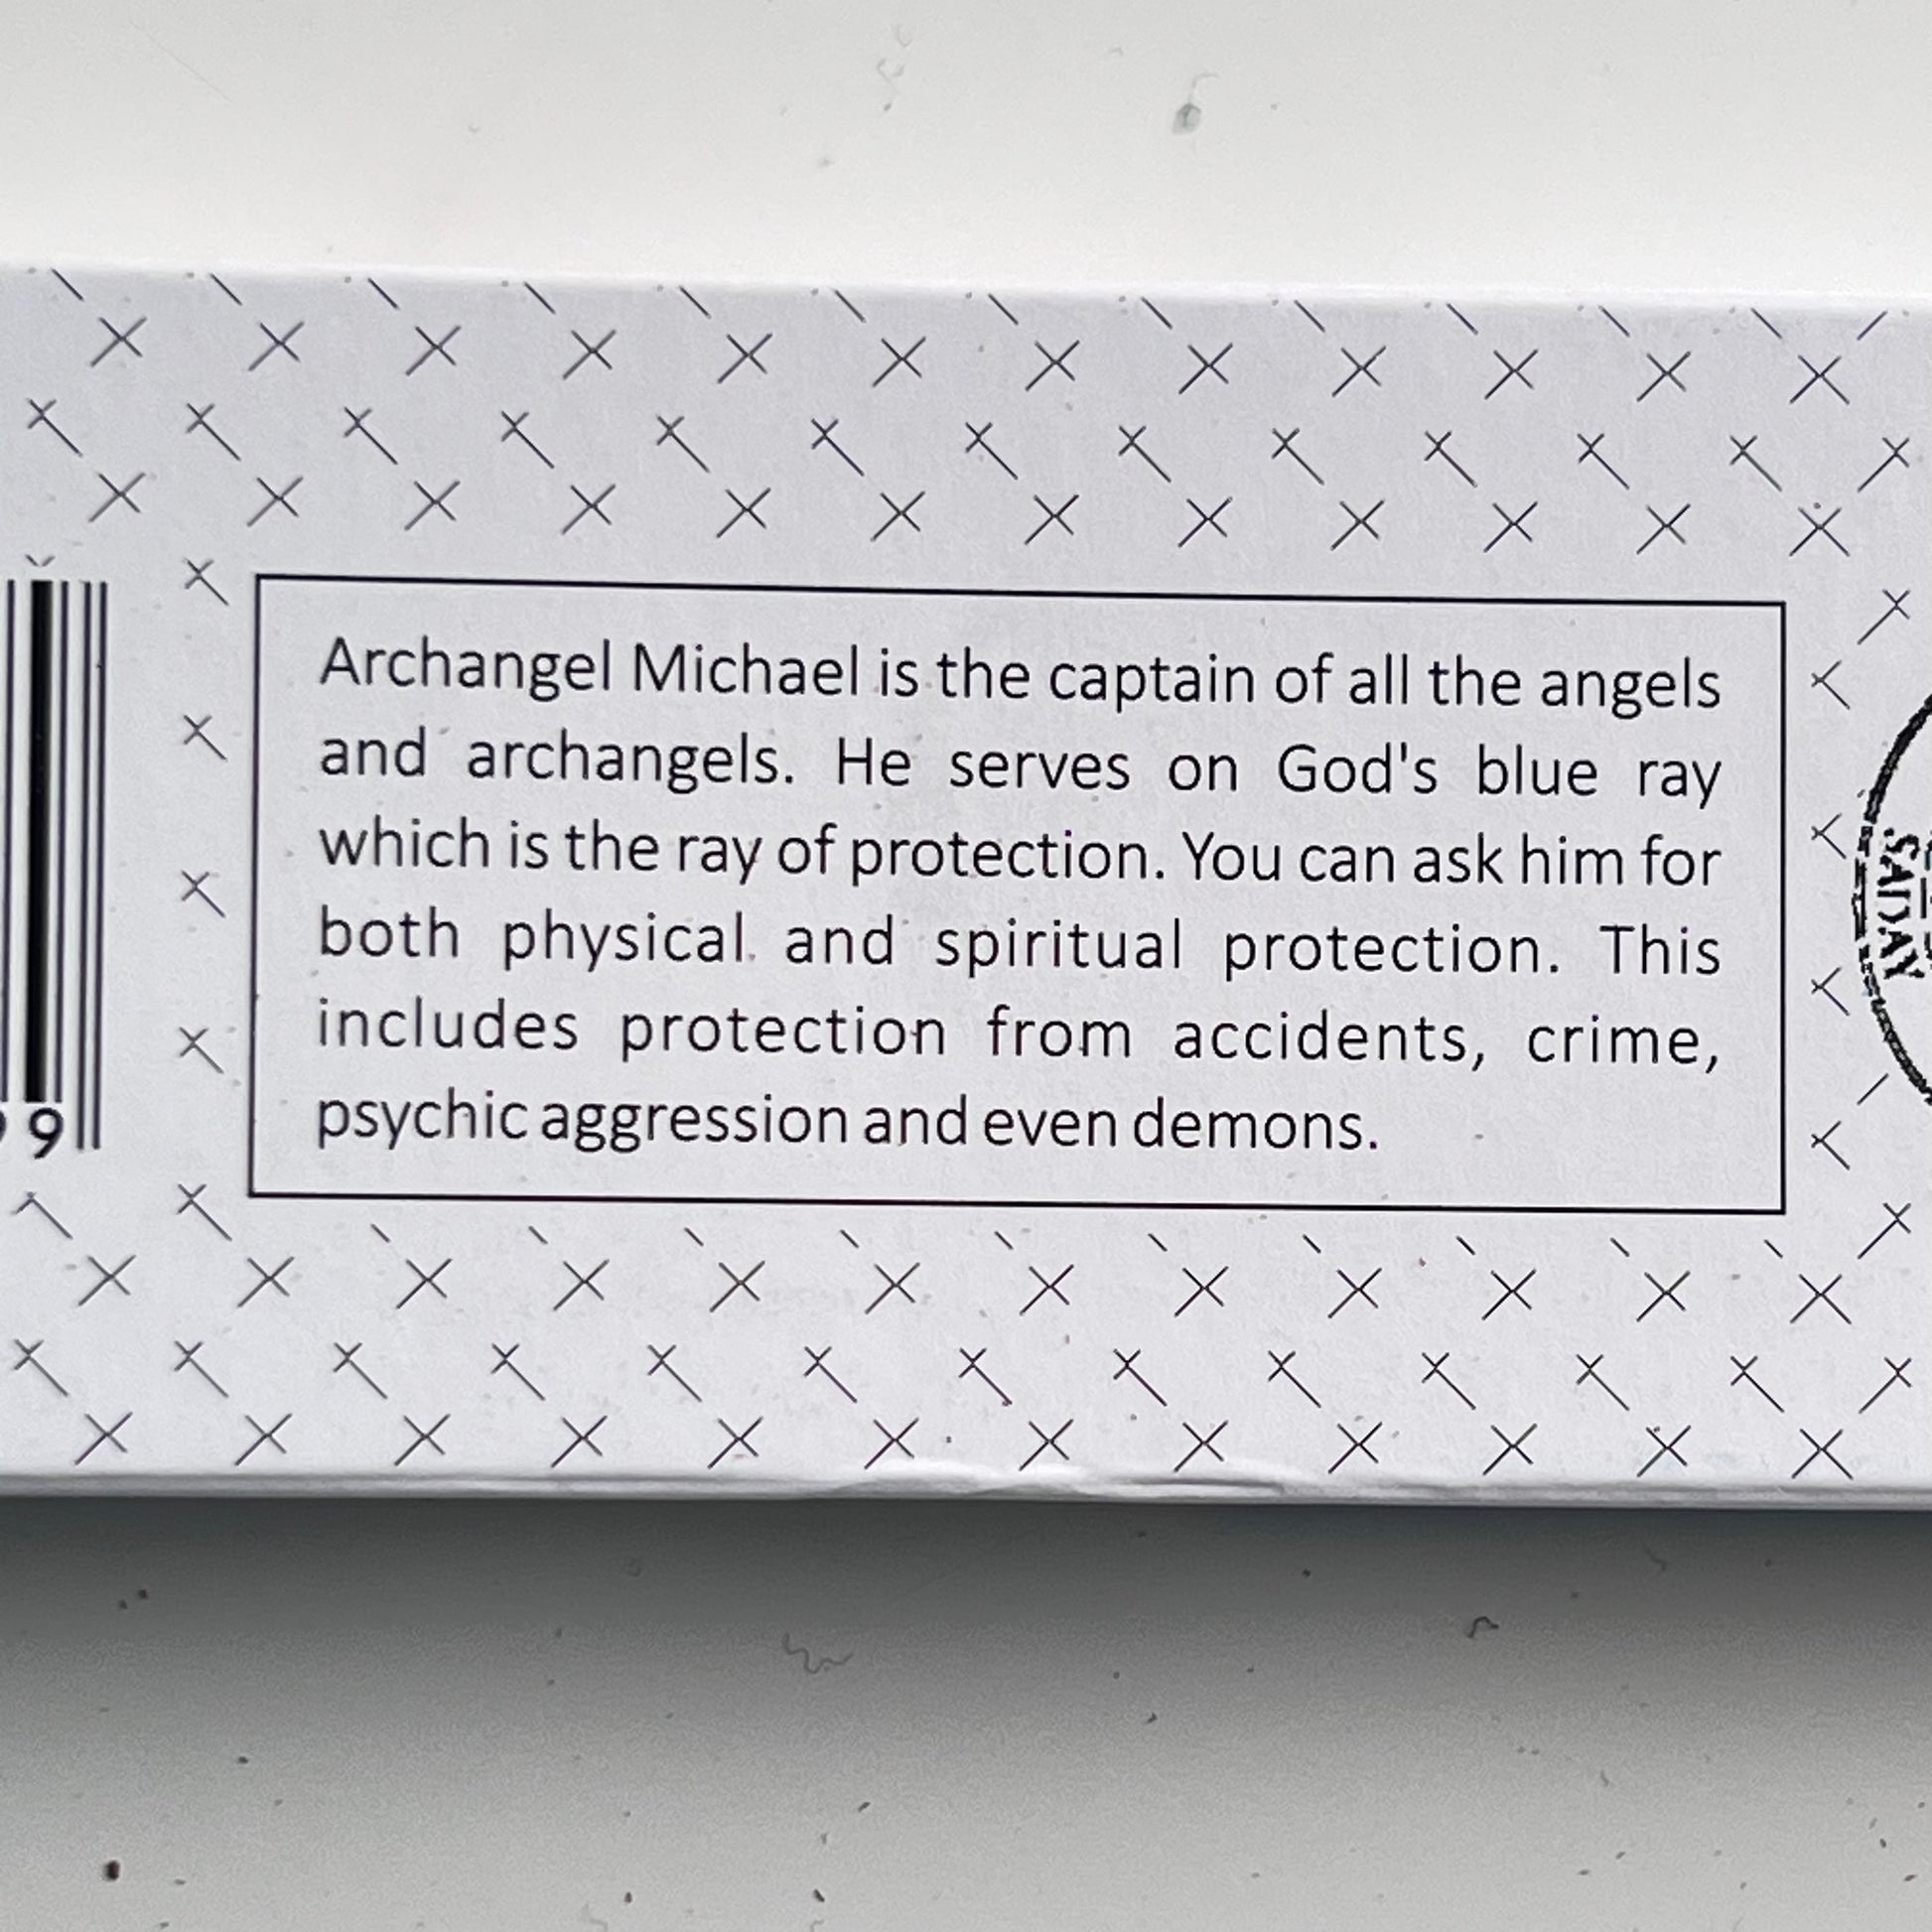 Archangel Michael is the captain of all the angels
and archangels. He serves on God's blue ray
which is the ray of protection. You can ask him for
both physical and spiritual protection. This
includes protection from accidents, crime,
psychic aggression and even demons.
9
SADAY